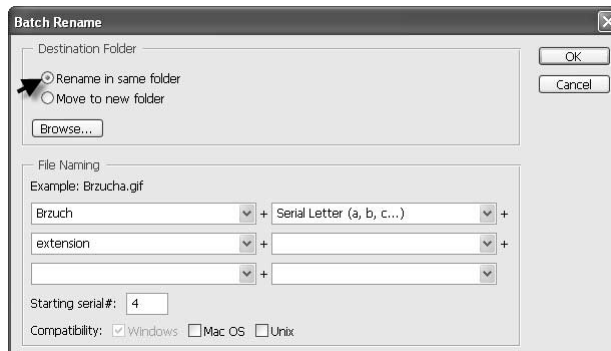 Batch Rename
Destination Folder
OK
Rename in same folder
Cancel
Move to new folder
Browse...
File Naming
Example: Brzucha.gif
Brzuch + Serial Letter (a, b, c...) +
extension + +
+
Starting serial#: 4
Compatibility: Windows Mac OS Unix